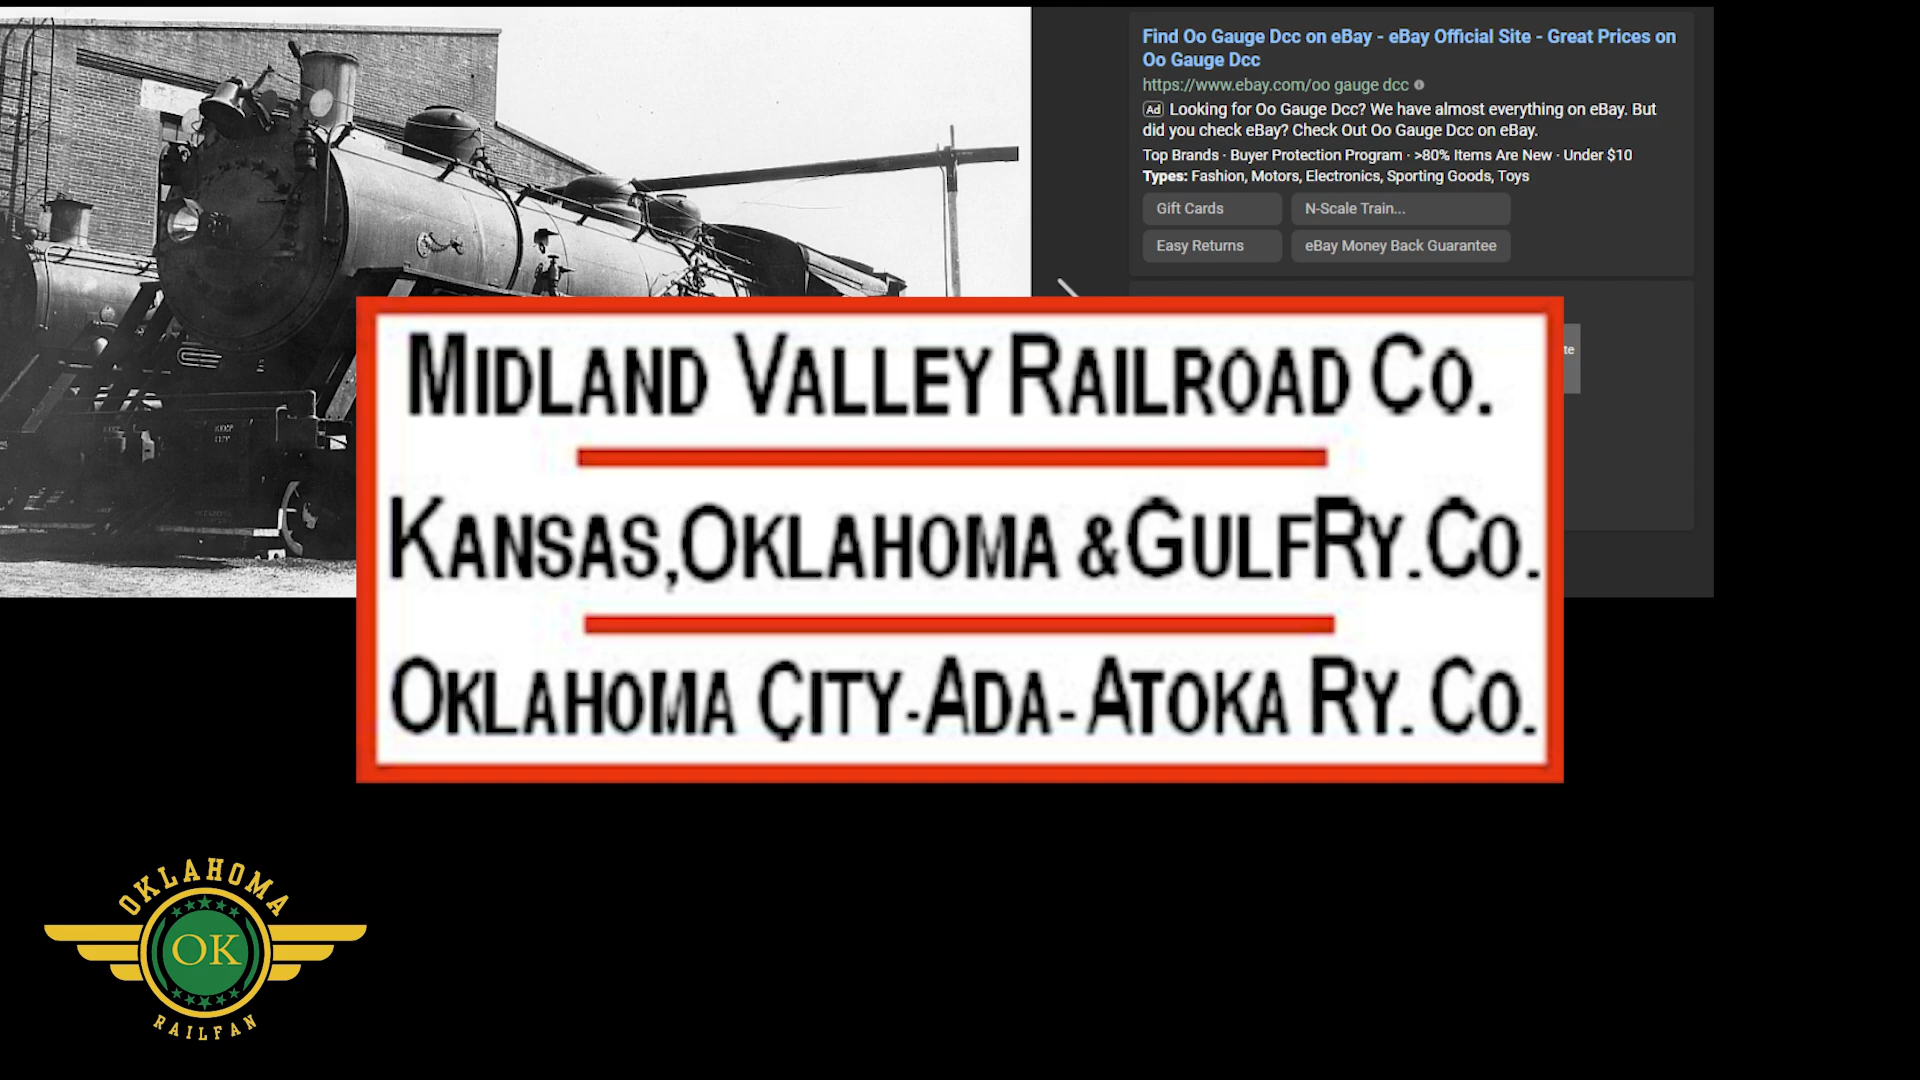 Find Oo Gauge Dcc on eBay - eBay Official Site - Great Prices on
Oo Gauge Dcc
https://www.ebay.com/oo gauge dcc
Ad Looking for Oo Gauge Dcc? We have almost everything on eBay. But
did you check eBay? Check Out Oo Gauge Dcc on eBay.
Top Brands · Buyer Protection Program · >80% Items Are New · Under $10
Types: Fashion, Motors, Electronics, Sporting Goods, Toys
Gift Cards
N-Scale Train...
Easy Returns
eBay Money Back Guarantee
MIDLAND VALLEY RAILROAD CO.
KANSAS, OKLAHOMA & GULF RY. CO.
OKLAHOMA CITY-ADA-ATOKA RY. CO.
OKLAHOMA
OK
RAILFAN